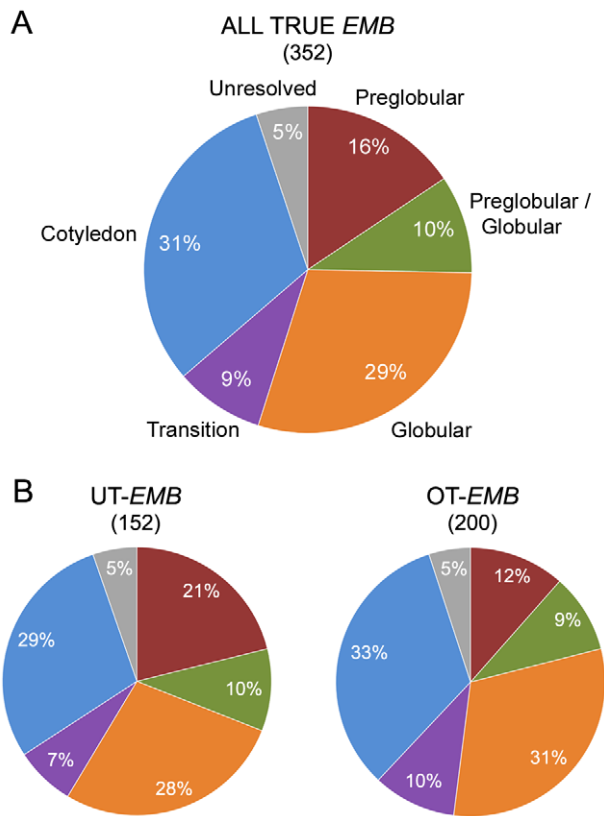 A
ALL TRUE EMB
(352)
Unresolved
Preglobular
5%
16%
Preglobular /
Globular
10%
Cotyledon
31%
29%
9%
Transition
Globular
B
UT-EMB
(152)
5%
21%
29%
10%
7%
28%
OT-EMB
(200)
5%
12%
9%
33%
31%
10%